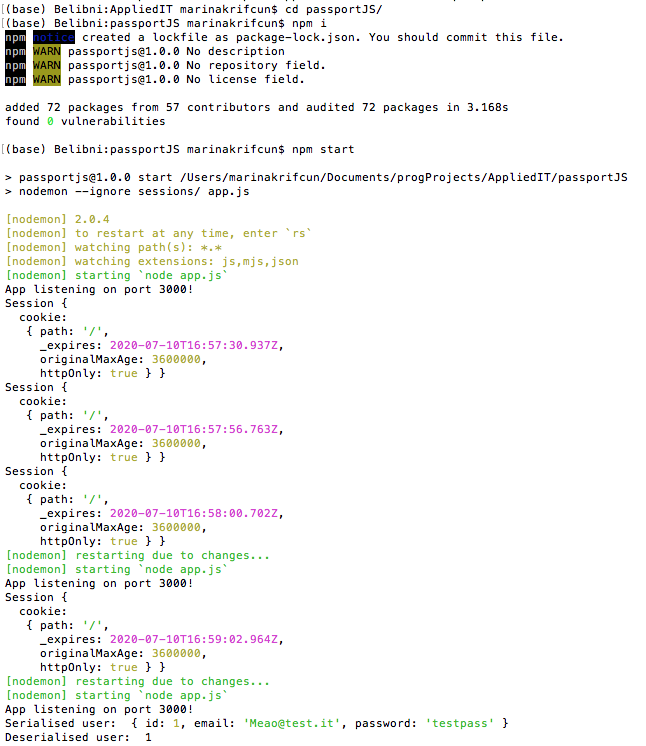 (base) Belibni:AppliedIT marinakrifcun$ cd passportJS/
[(base) Belibni:passportJS marinakrifcun$ npm i
npm notice created a lockfile as package-lock.json. You should commit this file.
npm WARN passportjs@1.0.0 No description
npm WARN passportjs@1.0.0 No repository field.
npm WARN passportjs@1.0.0 No license field.
added 72 packages from 57 contributors and audited 72 packages in 3.168s
found 0 vulnerabilities
[(base) Belibni:passportJS marinakrifcun$ npm start
> passportjs@1.0.0 start /Users/marinakrifcun/Documents/progProjects/AppliedIT/passportJS
> nodemon --ignore sessions/ app.js
[nodemon] 2.0.4
[nodemon] to restart at any time, enter `rs`
[nodemon] watching path(s): *.*
[nodemon] watching extensions: js,mjs,json
[nodemon] starting `node app.js`
App listening on port 3000!
Session {
  cookie:
   { path: '/',
     _expires: 2020-07-10T16:57:30.937Z,
     originalMaxAge: 3600000,
     httpOnly: true } }
Session {
  cookie:
   { path: '/',
     _expires: 2020-07-10T16:57:56.763Z,
     originalMaxAge: 3600000,
     httpOnly: true } }
Session {
  cookie:
   { path: '/',
     _expires: 2020-07-10T16:58:00.702Z,
     originalMaxAge: 3600000,
     httpOnly: true } }
[nodemon] restarting due to changes...
[nodemon] starting `node app.js`
App listening on port 3000!
Session {
  cookie:
   { path: '/',
     _expires: 2020-07-10T16:59:02.964Z,
     originalMaxAge: 3600000,
     httpOnly: true } }
[nodemon] restarting due to changes...
[nodemon] starting `node app.js`
App listening on port 3000!
Serialised user:  { id: 1, email: 'Meao@test.it', password: 'testpass' }
Deserialised user:  1